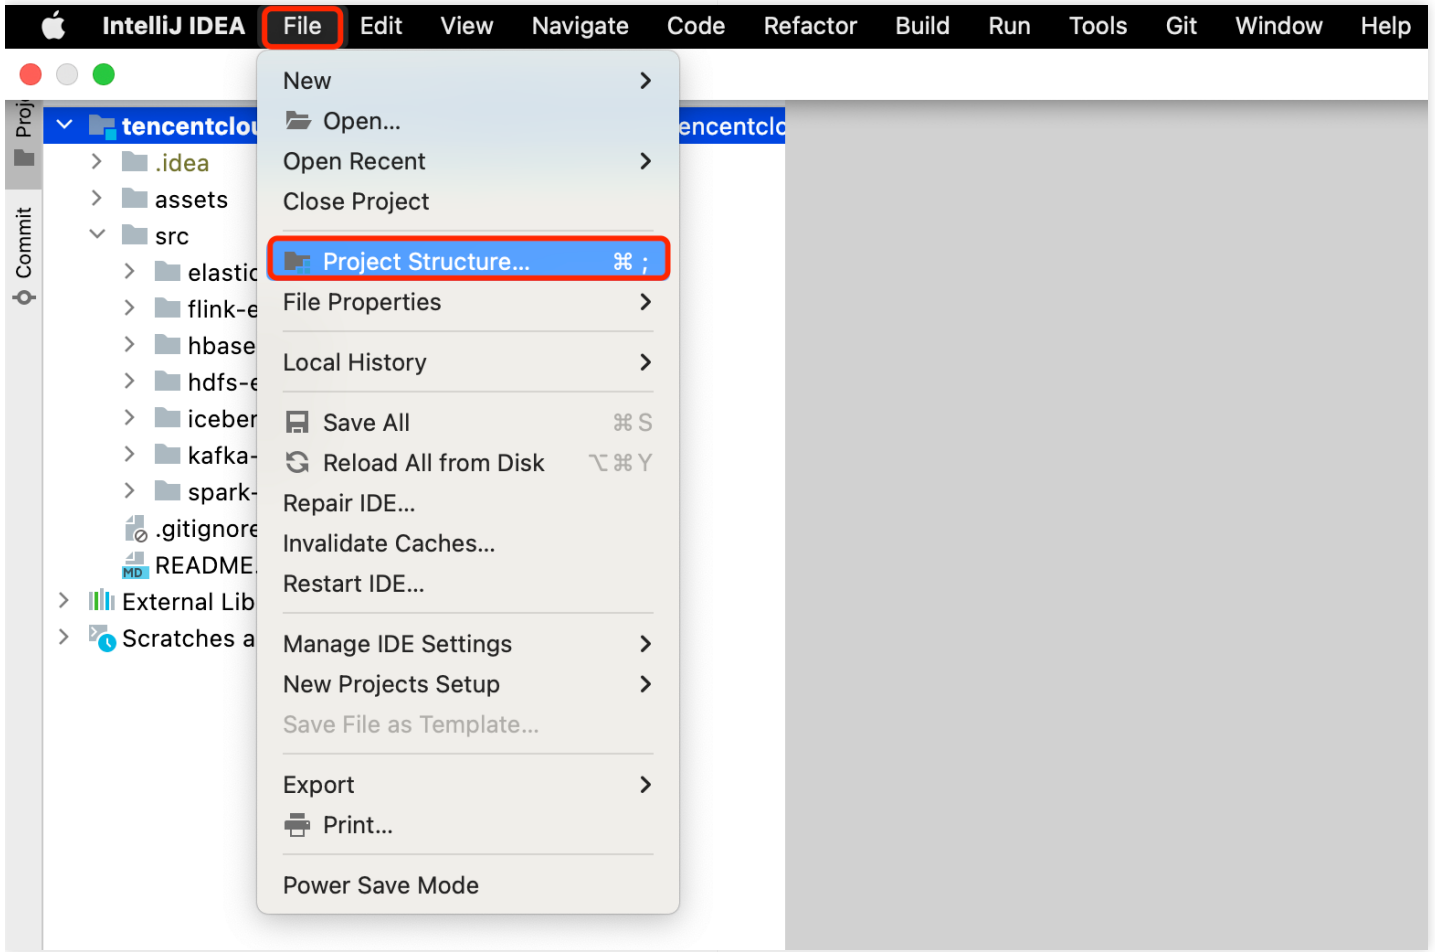 IntelliJ IDEA File Edit View Navigate Code Refactor Build Run Tools Git Window Help
New
Open...
Open Recent
Close Project
Project Structure... ⌘ ;
File Properties
Local History
Save All ⌘ S
Reload All from Disk ⌥ ⌘ Y
Repair IDE...
Invalidate Caches...
Restart IDE...
Manage IDE Settings
New Projects Setup
Save File as Template...
Export
Print...
Power Save Mode
Proj
Commit
tencentclou
encentclo
.idea
assets
src
elastic
flink-e
hbase
hdfs-e
iceber
kafka-
spark-
.gitignore
MD README.
External Lib
Scratches a